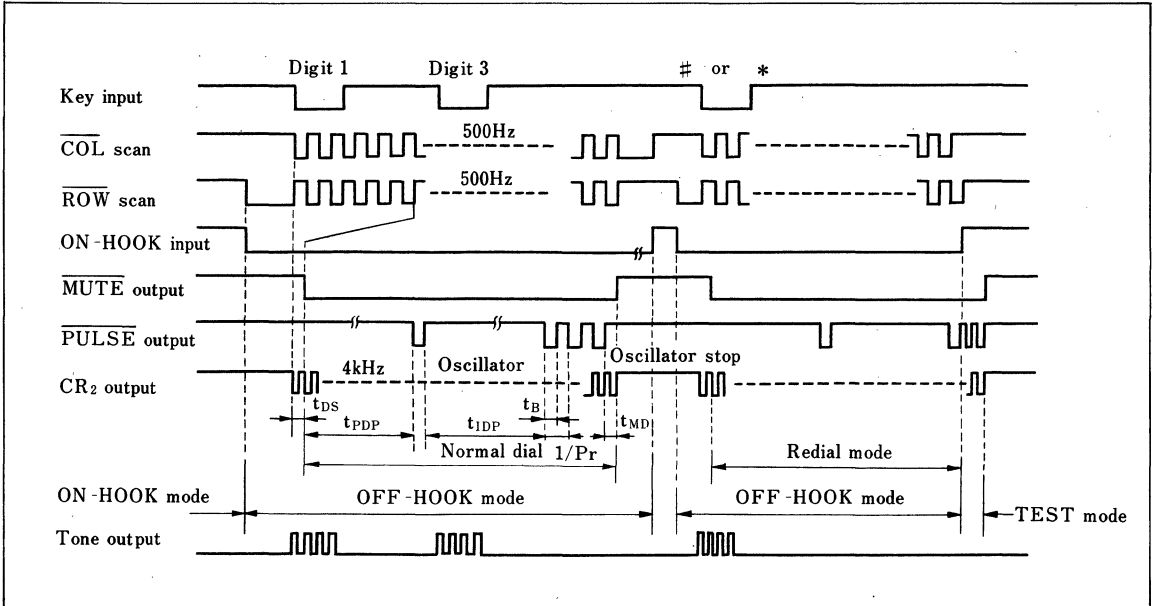 Digit 1 Digit 3 # or *
Key input
COL scan 500Hz
ROW scan 500Hz
ON-HOOK input
MUTE output
PULSE output
Oscillator Oscillator stop
CR₂ output 4kHz
tDS tB
tPDP tIDP tMD
Normal dial 1/Pr Redial mode
ON-HOOK mode OFF-HOOK mode OFF-HOOK mode TEST mode
Tone output